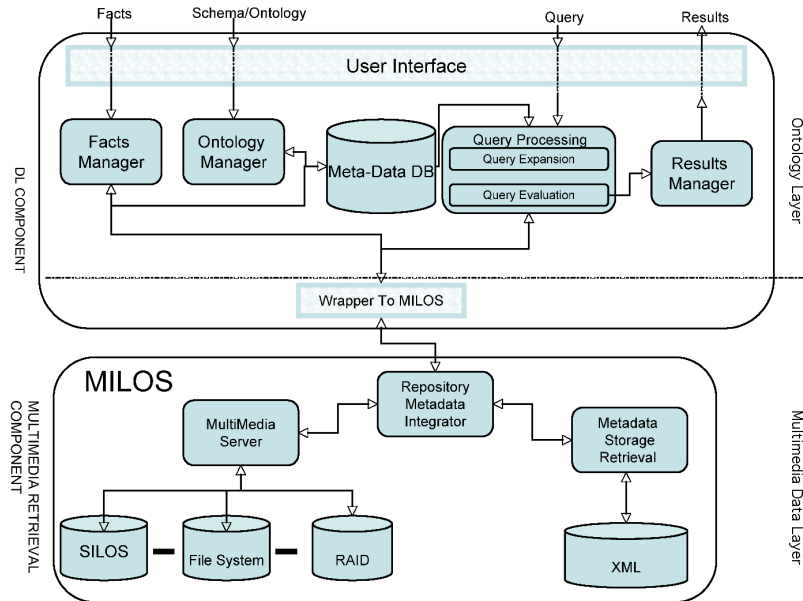 Facts
Schema/Ontology
Query
Results
User Interface
Facts
Manager
Ontology
Manager
Meta-Data DB
Query Processing
Query Expansion
Query Evaluation
Results
Manager
DL COMPONENT
Ontology Layer
Wrapper To MILOS
MILOS
Repository
Metadata
Integrator
MultiMedia
Server
Metadata
Storage
Retrieval
SILOS
File System
RAID
XML
MULTIMEDIA RETRIEVAL
COMPONENT
Multimedia Data Layer